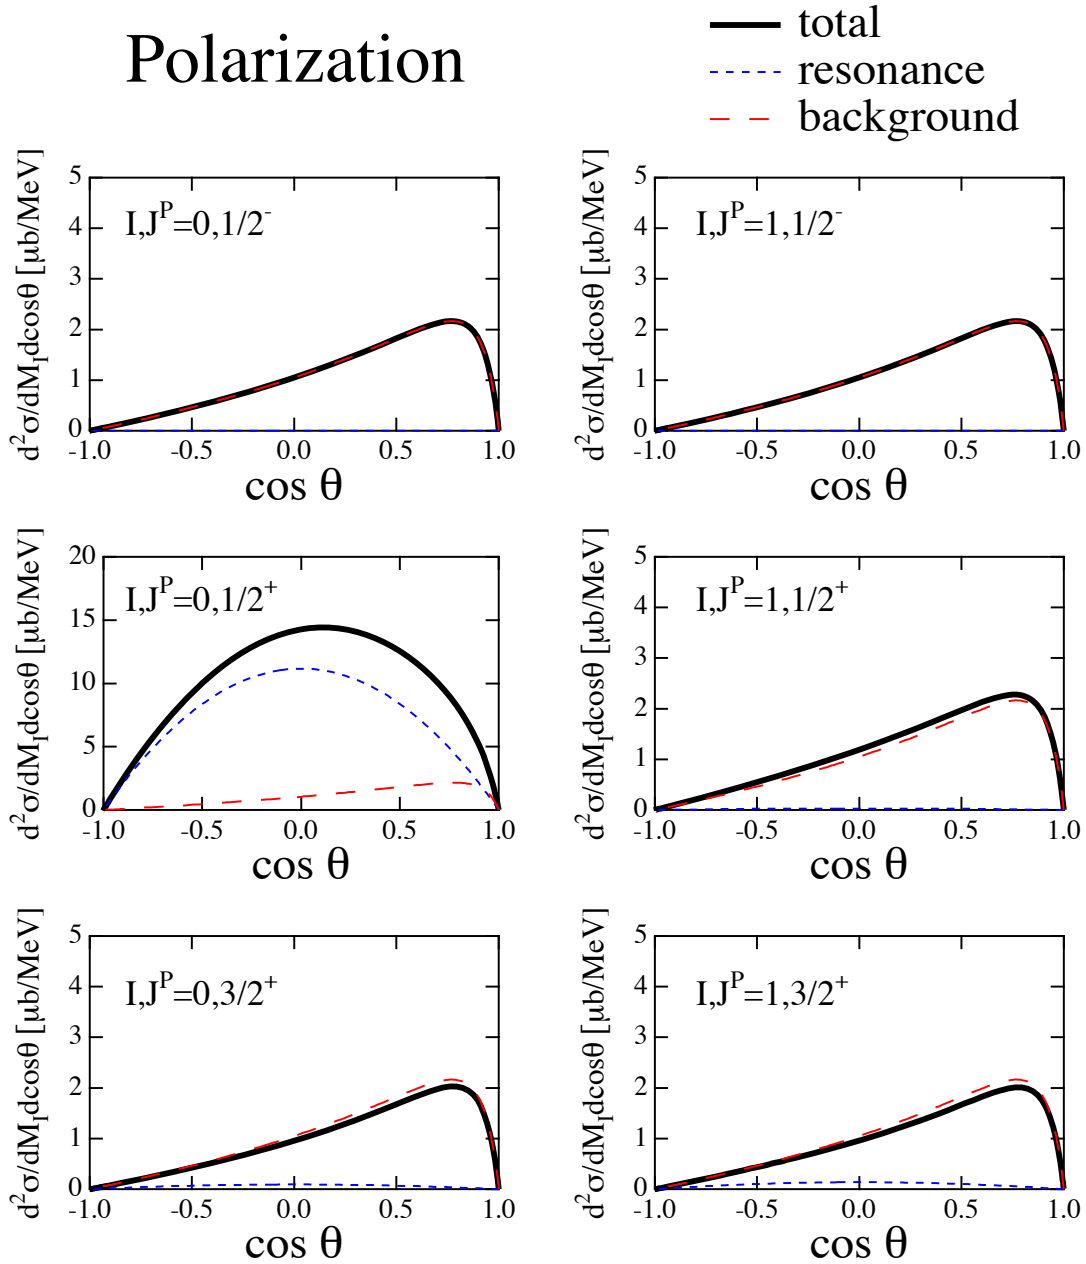 Polarization
total
resonance
background
d²σ/dM_I dcosθ [μb/MeV]
5
4
3
2
1
0
I,J^P=0,1/2^-
-1.0 -0.5 0.0 0.5 1.0
cos θ
d²σ/dM_I dcosθ [μb/MeV]
5
4
3
2
1
0
I,J^P=1,1/2^-
-1.0 -0.5 0.0 0.5 1.0
cos θ
d²σ/dM_I dcosθ [μb/MeV]
20
15
10
5
0
I,J^P=0,1/2^+
-1.0 -0.5 0.0 0.5 1.0
cos θ
d²σ/dM_I dcosθ [μb/MeV]
5
4
3
2
1
0
I,J^P=1,1/2^+
-1.0 -0.5 0.0 0.5 1.0
cos θ
d²σ/dM_I dcosθ [μb/MeV]
5
4
3
2
1
0
I,J^P=0,3/2^+
-1.0 -0.5 0.0 0.5 1.0
cos θ
d²σ/dM_I dcosθ [μb/MeV]
5
4
3
2
1
0
I,J^P=1,3/2^+
-1.0 -0.5 0.0 0.5 1.0
cos θ